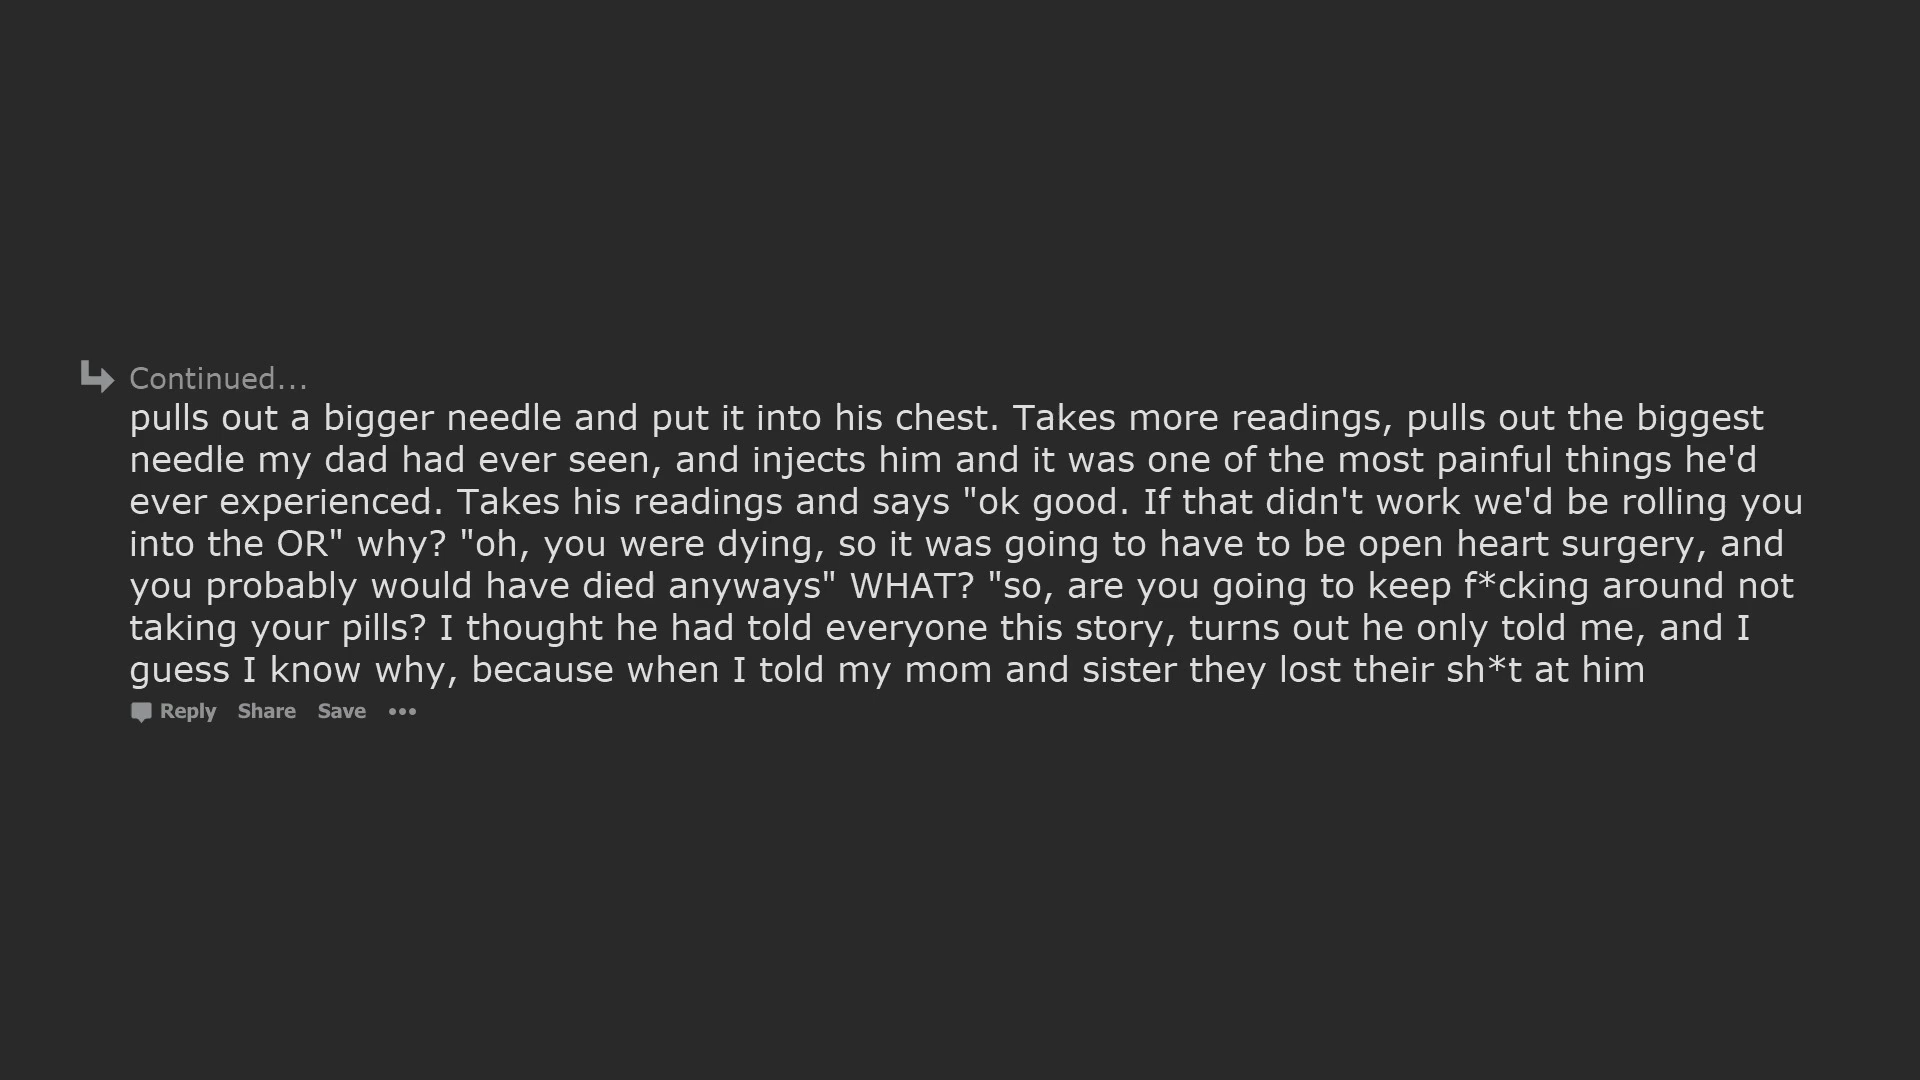 Continued...
pulls out a bigger needle and put it into his chest. Takes more readings, pulls out the biggest
needle my dad had ever seen, and injects him and it was one of the most painful things he'd
ever experienced. Takes his readings and says "ok good. If that didn't work we'd be rolling you
into the OR" why? "oh, you were dying, so it was going to have to be open heart surgery, and
you probably would have died anyways" WHAT? "so, are you going to keep f*cking around not
taking your pills? I thought he had told everyone this story, turns out he only told me, and I
guess I know why, because when I told my mom and sister they lost their sh*t at him
Reply Share Save •••